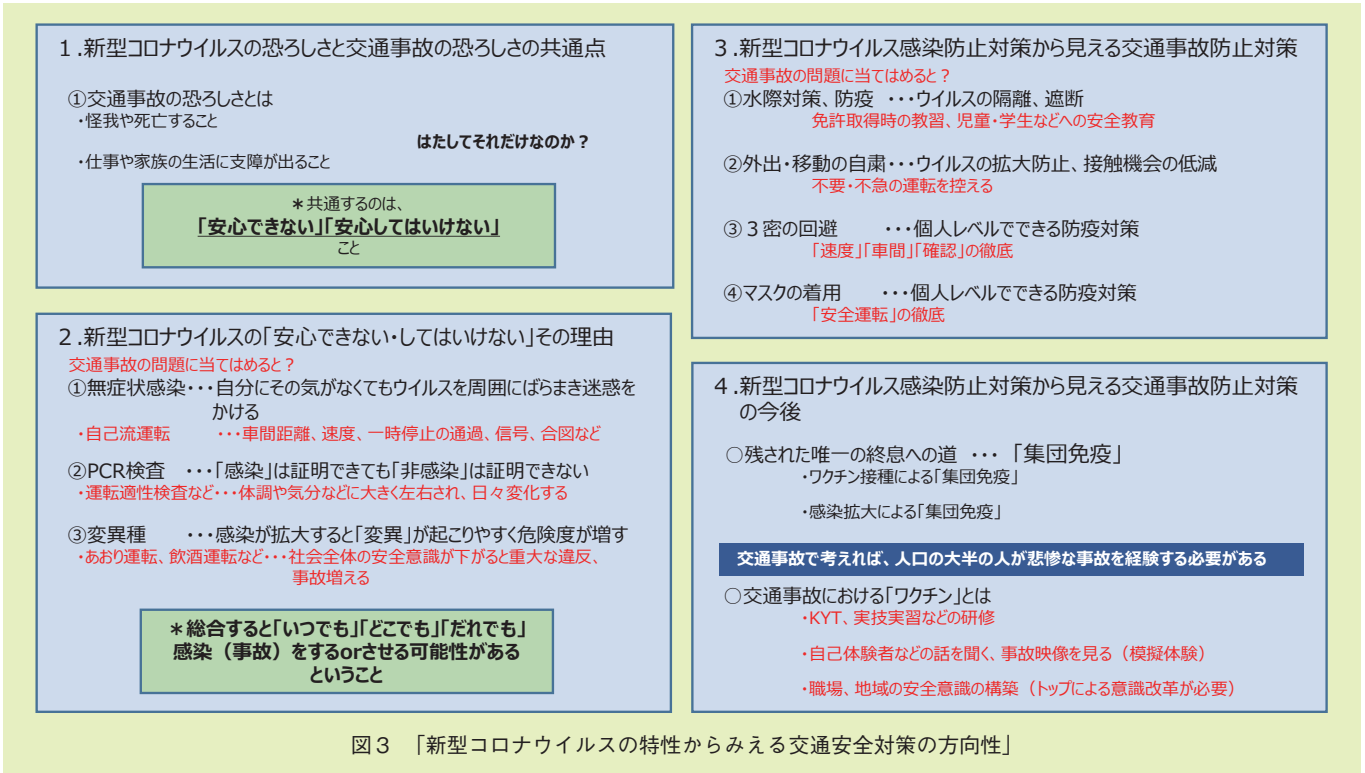 １.新型コロナウイルスの恐ろしさと交通事故の恐ろしさの共通点
①交通事故の恐ろしさとは
・怪我や死亡すること
はたしてそれだけなのか？
・仕事や家族の生活に支障が出ること
＊共通するのは、
「安心できない」「安心してはいけない」
こと
２.新型コロナウイルスの「安心できない・してはいけない」その理由
交通事故の問題に当てはめると？
①無症状感染・・・自分にその気がなくてもウイルスを周囲にばらまき迷惑を
かける
・自己流運転　　・・・車間距離、速度、一時停止の通過、信号、合図など
②PCR検査　・・・「感染」は証明できても「非感染」は証明できない
・運転適性検査など・・・体調や気分などに大きく左右され、日々変化する
③変異種　　・・・感染が拡大すると「変異」が起こりやすく危険度が増す
・あおり運転、飲酒運転など・・・社会全体の安全意識が下がると重大な違反、
事故増える
＊総合すると「いつでも」「どこでも」「だれでも」
感染（事故）をするorさせる可能性がある
ということ
３.新型コロナウイルス感染防止対策から見える交通事故防止対策
交通事故の問題に当てはめると？
①水際対策、防疫　・・・ウイルスの隔離、遮断
免許取得時の教習、児童・学生などへの安全教育
②外出・移動の自粛・・・ウイルスの拡大防止、接触機会の低減
不要・不急の運転を控える
③３密の回避　　・・・個人レベルでできる防疫対策
「速度」「車間」「確認」の徹底
④マスクの着用　　・・・個人レベルでできる防疫対策
「安全運転」の徹底
４.新型コロナウイルス感染防止対策から見える交通事故防止対策
の今後
○残された唯一の終息への道　・・・　「集団免疫」
・ワクチン接種による「集団免疫」
・感染拡大による「集団免疫」
交通事故で考えれば、人口の大半の人が悲惨な事故を経験する必要がある
○交通事故における「ワクチン」とは
・KYT、実技実習などの研修
・自己体験者などの話を聞く、事故映像を見る（模擬体験）
・職場、地域の安全意識の構築（トップによる意識改革が必要）
図３　「新型コロナウイルスの特性からみえる交通安全対策の方向性」